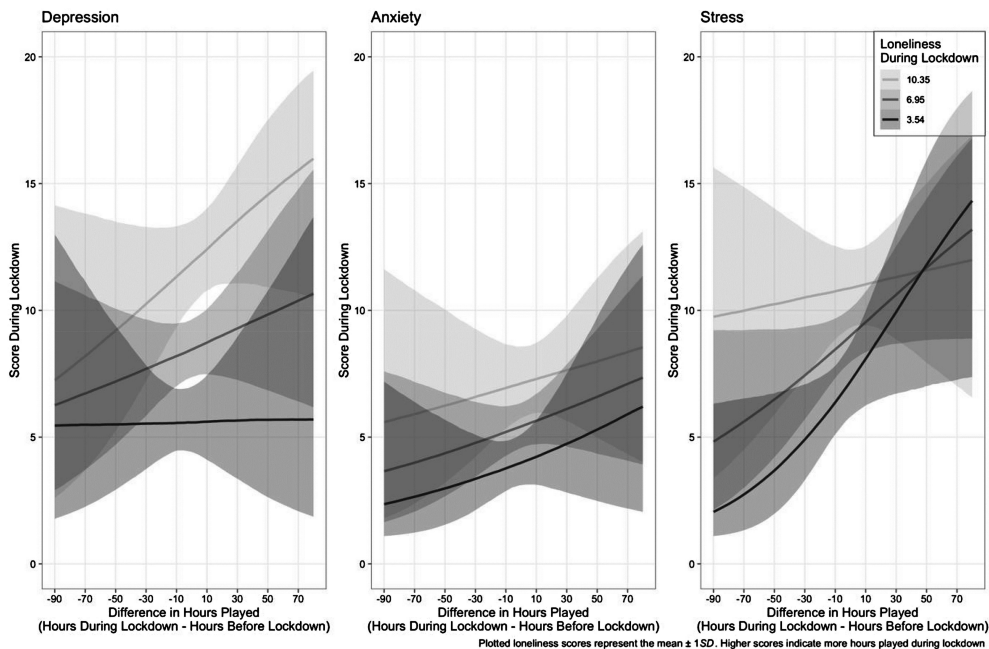 Depression
Anxiety
Stress
Score During Lockdown
20
15
10
5
0
-90 -70 -50 -30 -10 10 30 50 70
Difference in Hours Played
(Hours During Lockdown - Hours Before Lockdown)
Score During Lockdown
20
15
10
5
0
-90 -70 -50 -30 -10 10 30 50 70
Difference in Hours Played
(Hours During Lockdown - Hours Before Lockdown)
Score During Lockdown
20
15
10
5
0
-90 -70 -50 -30 -10 10 30 50 70
Difference in Hours Played
(Hours During Lockdown - Hours Before Lockdown)
Loneliness
During Lockdown
10.35
6.95
3.54
Plotted loneliness scores represent the mean ± 1SD. Higher scores indicate more hours played during lockdown